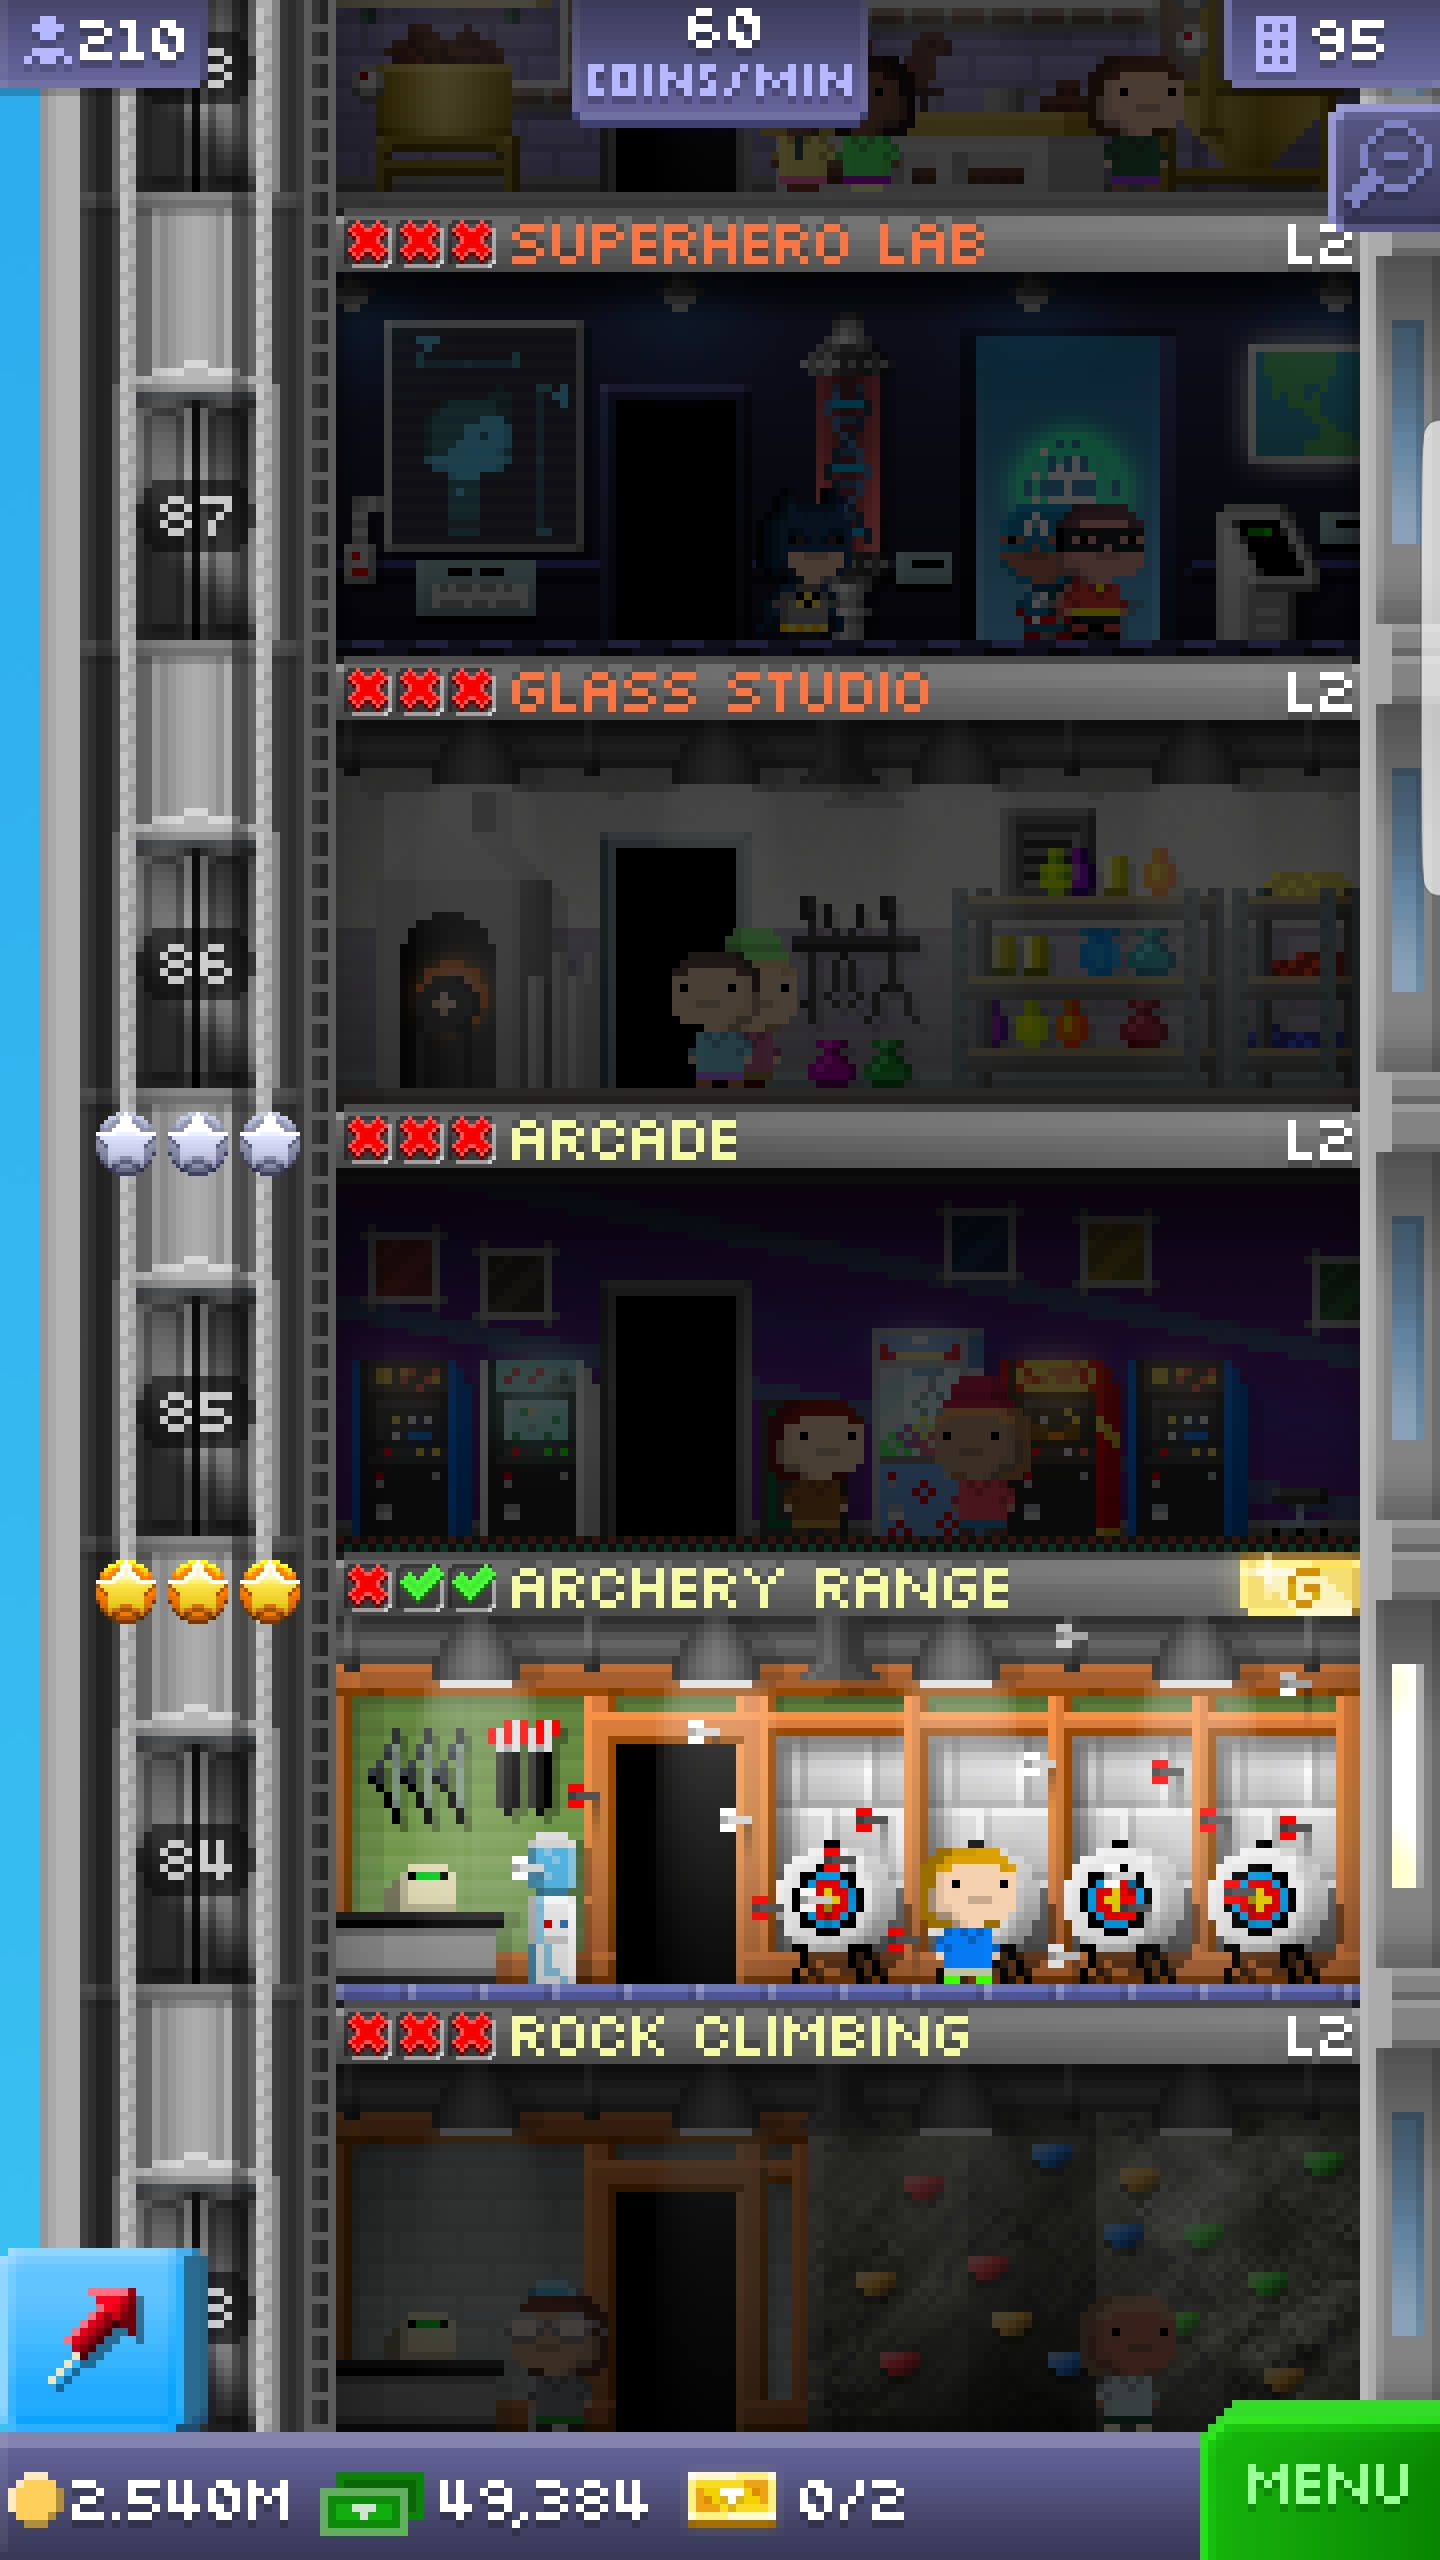 210
60
COINS/MIN
95
SUPERHERO LAB
L2
87
GLASS STUDIO
L2
86
ARCADE
L2
85
ARCHERY RANGE
G
84
ROCK CLIMBING
L2
2.540M
49,384
0/2
MENU